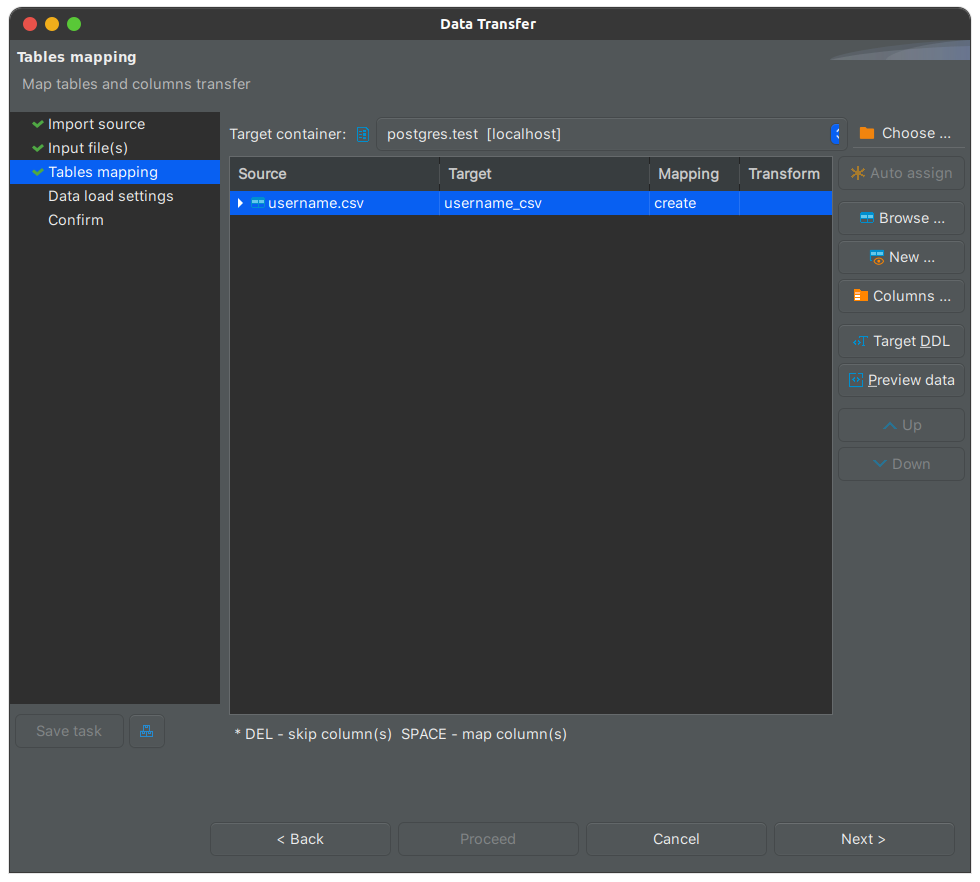 Data Transfer
Tables mapping
Map tables and columns transfer
Import source
Input file(s)
Tables mapping
Data load settings
Confirm
Target container: postgres.test [localhost] Choose ...
Source Target Mapping Transform
username.csv username_csv create
Auto assign
Browse ...
New ...
Columns ...
Target DDL
Preview data
Up
Down
Save task
* DEL - skip column(s) SPACE - map column(s)
< Back Proceed Cancel Next >